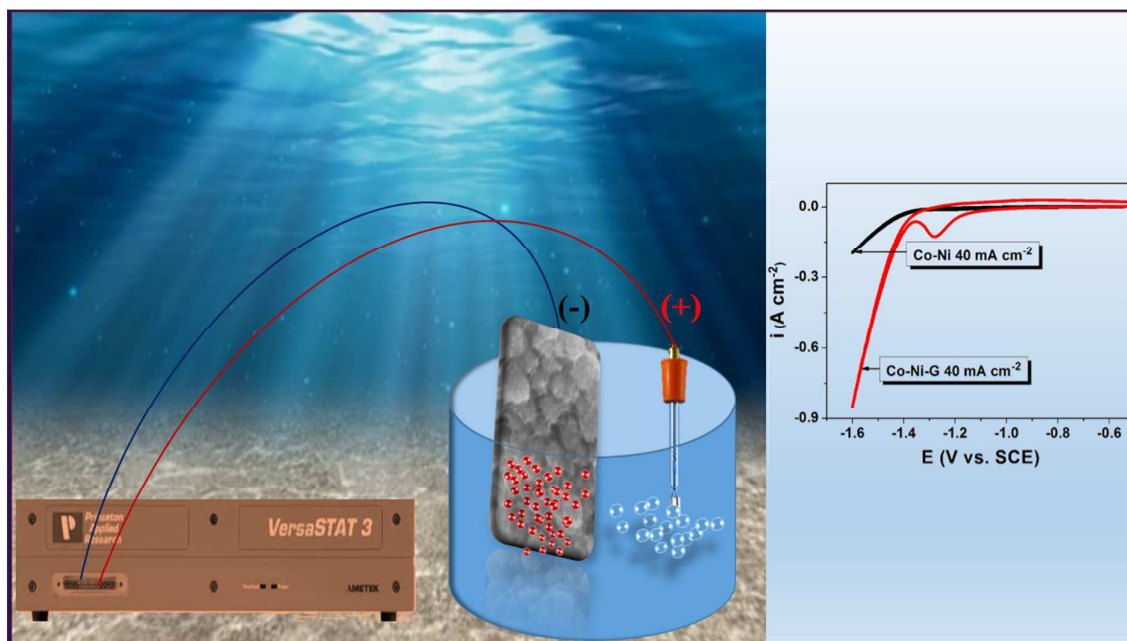 (-)
(+)
P
Princeton
Applied
Research
VersaSTAT 3
AMETEK
0.0
-0.3
-0.6
-0.9
i (A cm⁻²)
Co-Ni 40 mA cm⁻²
Co-Ni-G 40 mA cm⁻²
-1.6
-1.4
-1.2
-1.0
-0.8
-0.6
E (V vs. SCE)